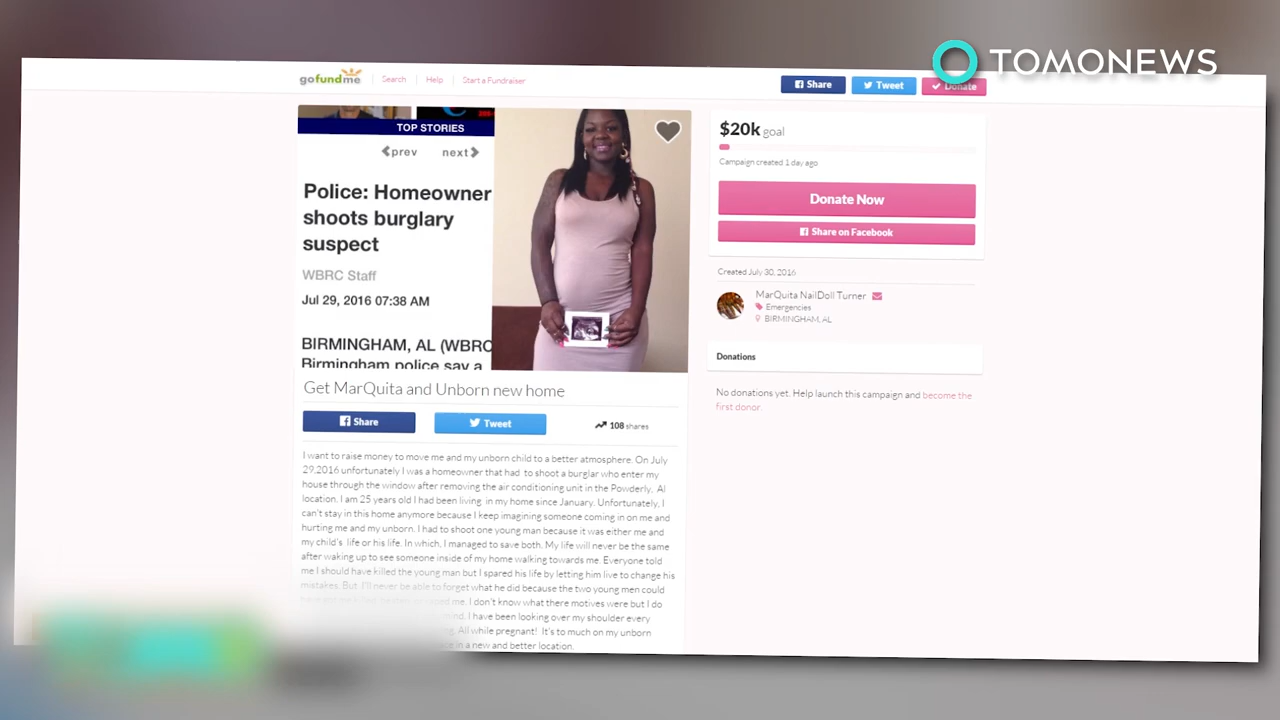 TOMONEWS
gofundme Search Help Start a Fundraiser Share Tweet Donate
TOP STORIES
prev next
Police: Homeowner
shoots burglary
suspect
WBRC Staff
Jul 29, 2016 07:38 AM
BIRMINGHAM, AL (WBRC
Birmingham police say a
Get MarQuita and Unborn new home
Share Tweet 108 shares
I want to raise money to move me and my unborn child to a better atmosphere. On July
29,2016 unfortunately I was a homeowner that had to shoot a burglar who enter my
house through the window after removing the air conditioning unit in the Powderly, Al
location. I am 25 years old I had been living in my home since January. Unfortunately, I
can't stay in this home anymore because I keep imagining someone coming in on me and
hurting me and my unborn. I had to shoot one young man because it was either me and
my child's life or his life. In which, I managed to save both. My life will never be the same
after waking up to see someone inside of my home walking towards me. Everyone told
me I should have killed the young man but I spared his life by letting him live to change his
mistakes. But I'll never be able to forget what he did because the two young men could
me. I don't know what there motives were but I do
I have been looking over my shoulder every
All while pregnant! It's to much on my unborn
in a new and better location.
$20k goal
Campaign created 1 day ago
Donate Now
Share on Facebook
Created July 30, 2016
MarQuita NailDoll Turner
Emergencies
BIRMINGHAM, AL
Donations
No donations yet. Help launch this campaign and become the
first donor.